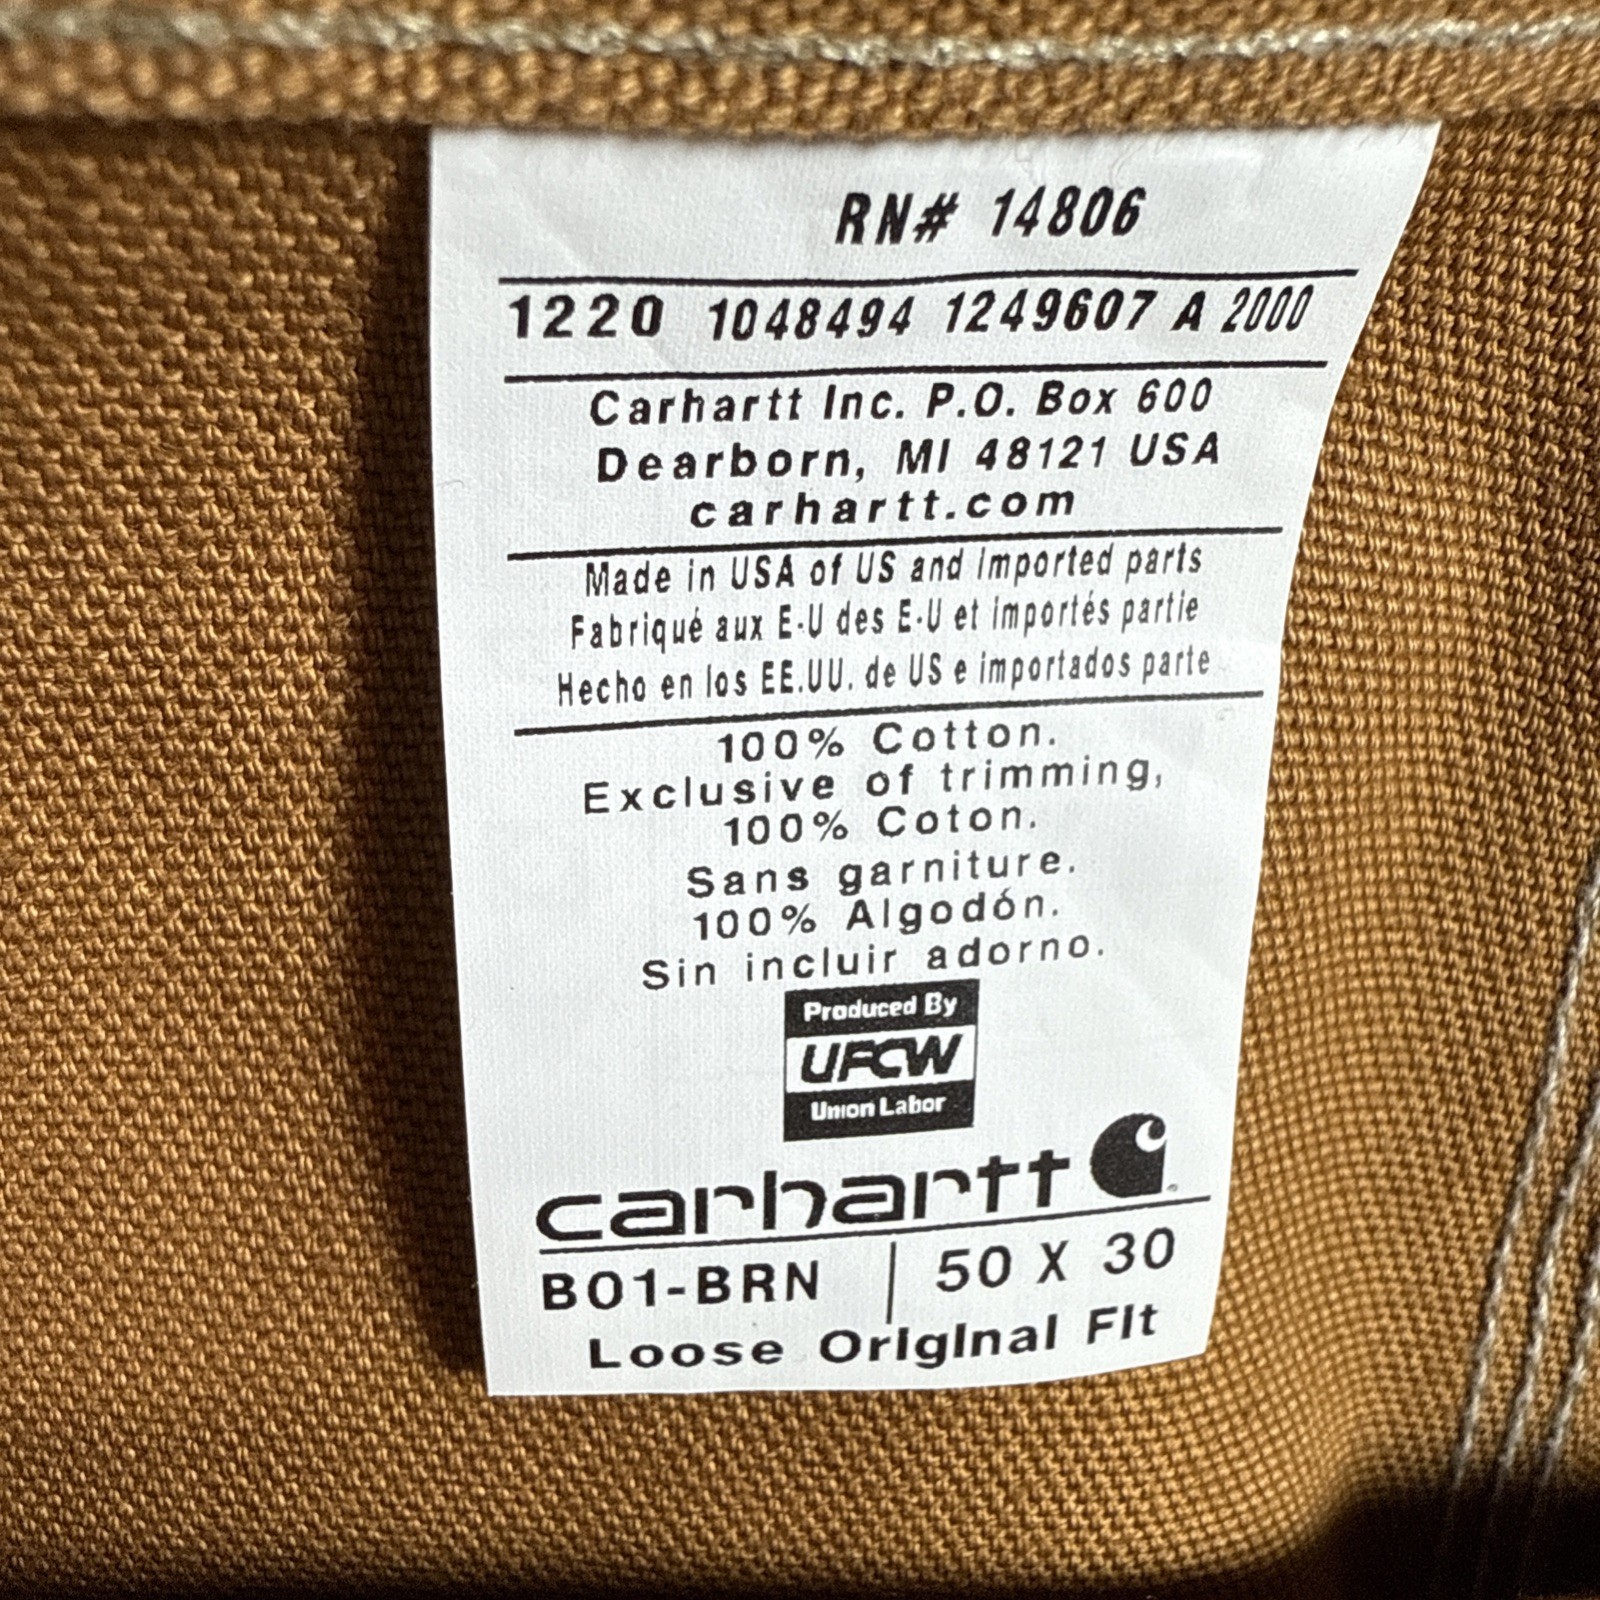 RN# 14806
1220 1048494 1249607 A 2000
Carhartt Inc. P.O. Box 600
Dearborn, MI 48121 USA
carhartt.com
Made in USA of US and imported parts
Fabriqué aux E-U des E-U et importés partie
Hecho en los EE.UU. de US e importados parte
100% Cotton.
Exclusive of trimming,
100% Coton.
Sans garniture.
100% Algodón.
Sin incluir adorno.
Produced By
UFCW
Union Labor
carhartt
B01-BRN | 50 X 30
Loose Original Fit